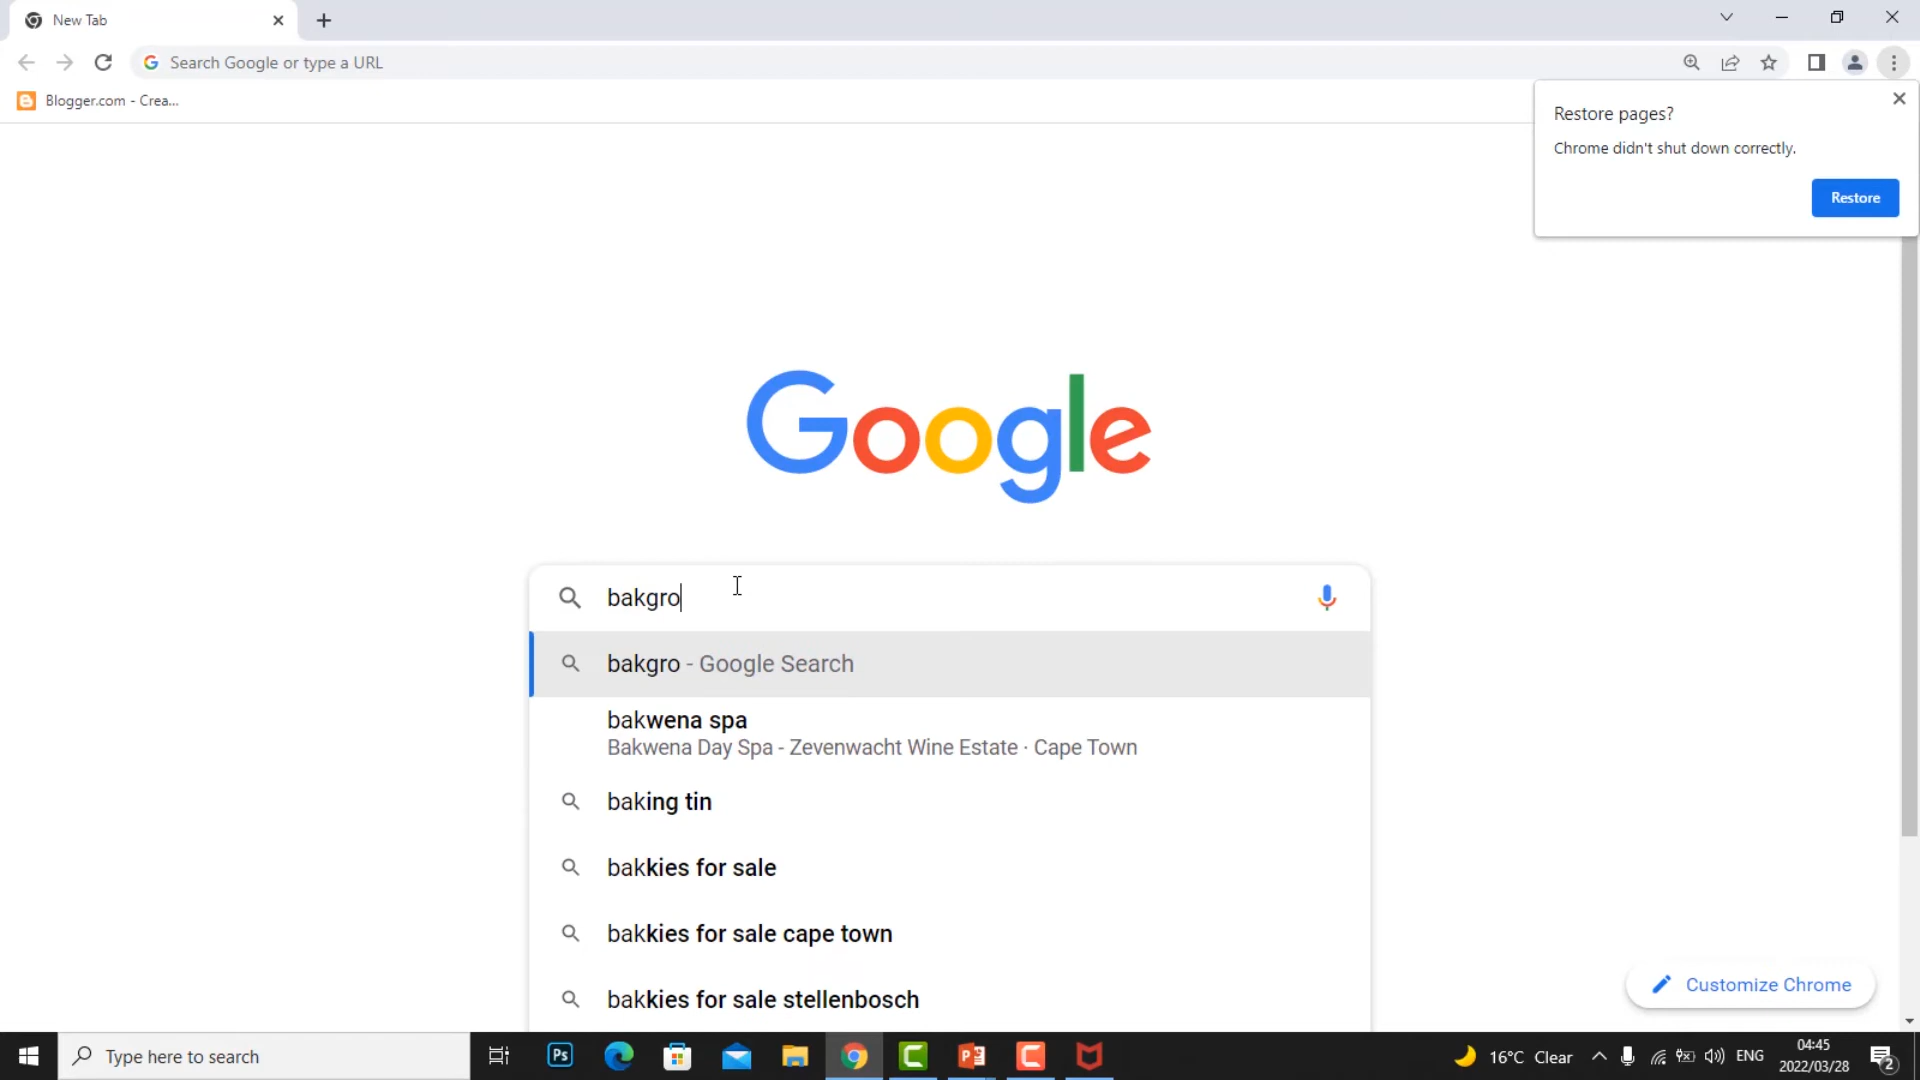 New Tab
Search Google or type a URL
Blogger.com - Crea...
Restore pages?
Chrome didn't shut down correctly.
Restore
Google
bakgro
bakgro - Google Search
bakwena spa
Bakwena Day Spa - Zevenwacht Wine Estate · Cape Town
baking tin
bakkies for sale
bakkies for sale cape town
bakkies for sale stellenbosch
Customize Chrome
Type here to search
Ps
16°C Clear
ENG
04:45
2022/03/28
2